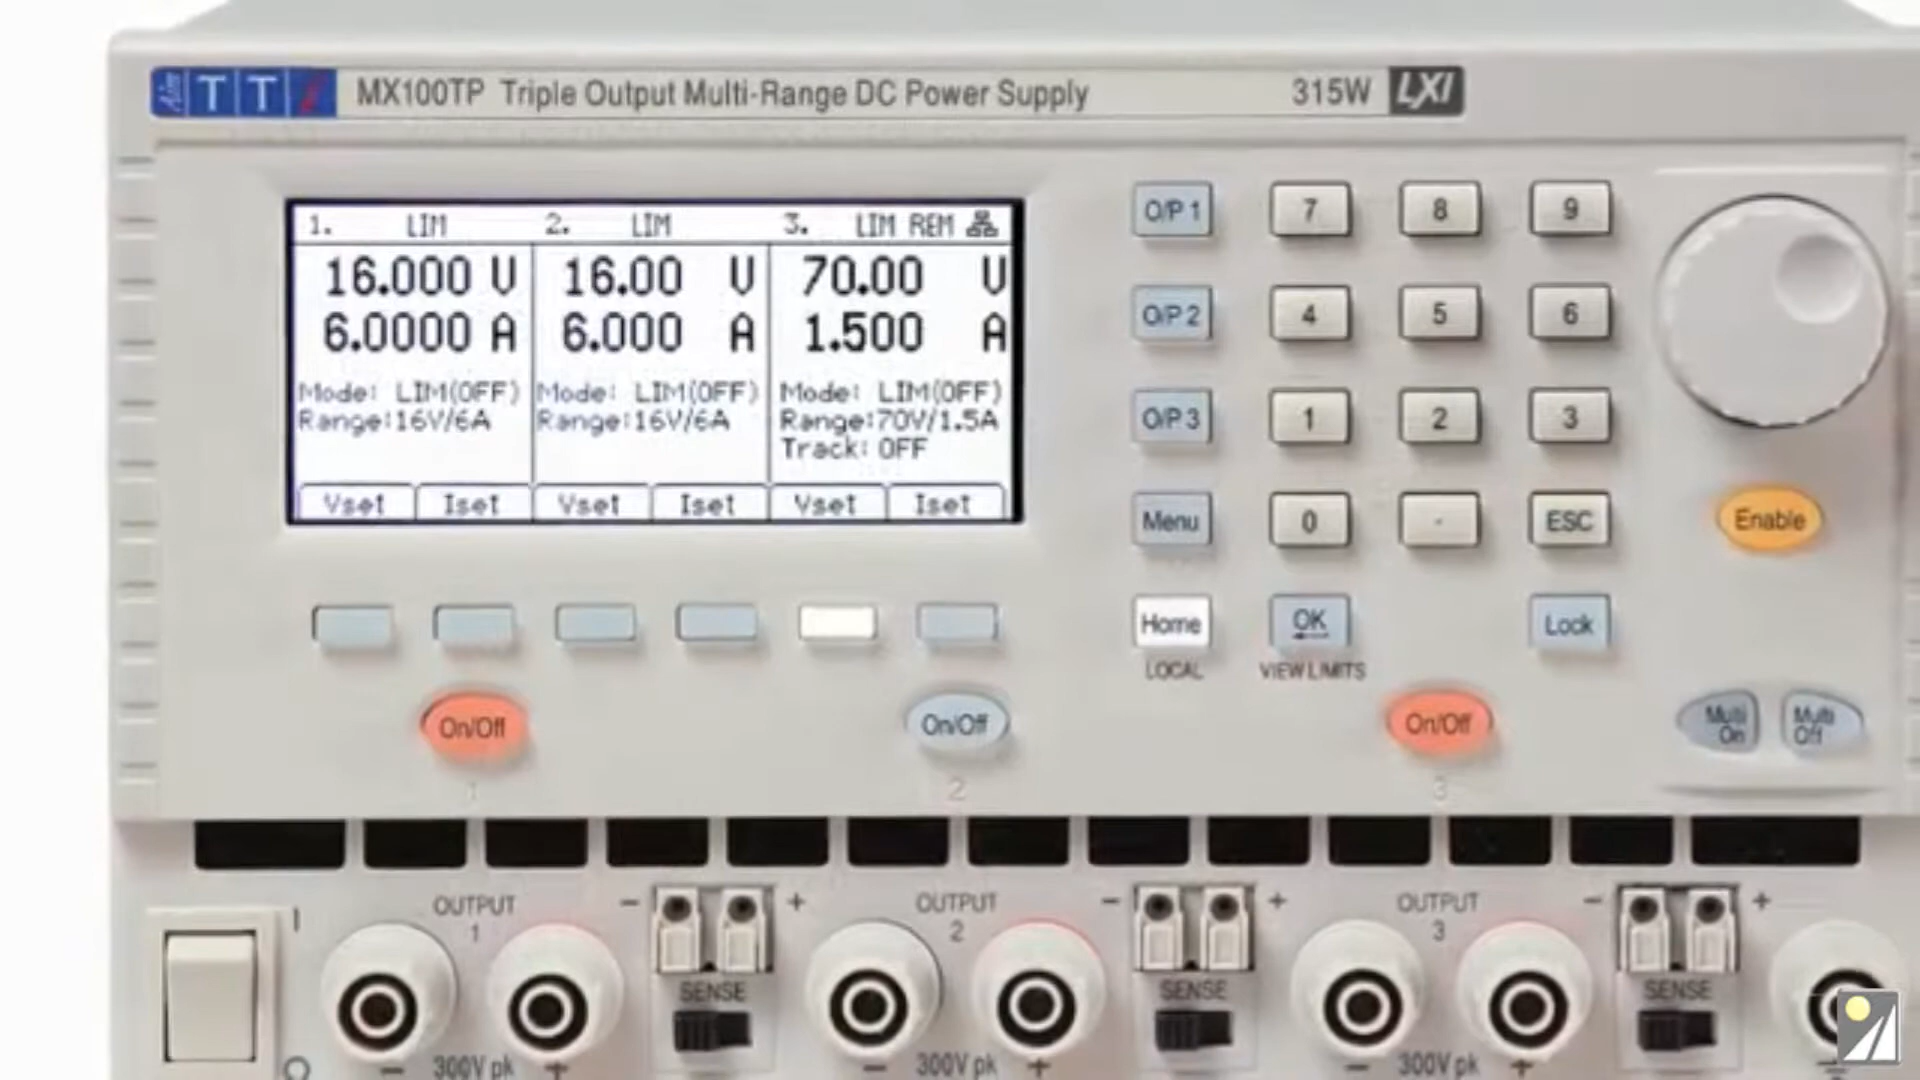 Aim TTi MX100TP Triple Output Multi-Range DC Power Supply 315W LXI
1. LIM 2. LIM 3. LIM REM
16.000 V 16.00 V 70.00 V
6.0000 A 6.000 A 1.500 A
Mode: LIM(OFF) Mode: LIM(OFF) Mode: LIM(OFF)
Range:16V/6A Range:16V/6A Range:70V/1.5A
Track: OFF
Vset Iset Vset Iset Vset Iset
O/P 1 7 8 9
O/P 2 4 5 6
O/P 3 1 2 3
Menu 0 . ESC
Enable
Home OK Lock
LOCAL VIEW LIMITS
On/Off On/Off On/Off
Multi On Multi Off
1 2 3
OUTPUT 1 - + OUTPUT 2 - + OUTPUT 3 - +
I
SENSE SENSE SENSE
O - 300V pk + - 300V pk + - 300V pk +